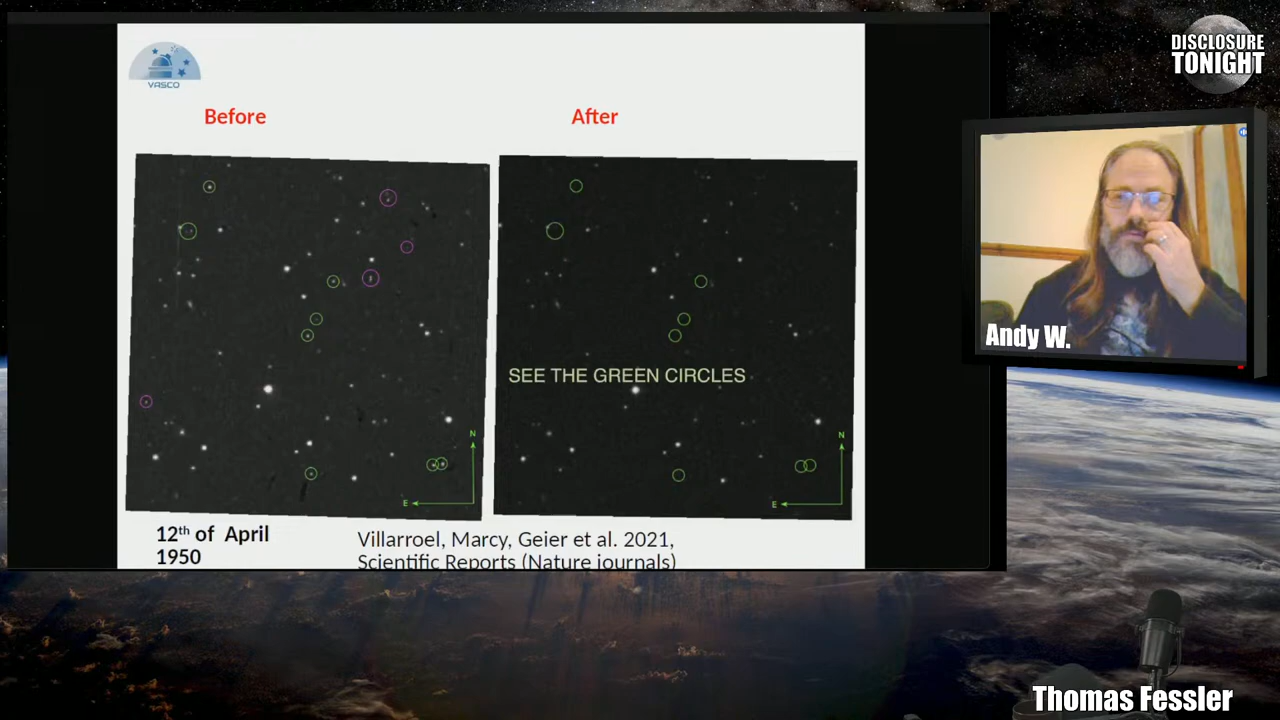 DISCLOSURE
TONIGHT
VASCO
Before
After
SEE THE GREEN CIRCLES
N
E
N
E
12th of April
1950
Villarroel, Marcy, Geier et al. 2021,
Scientific Reports (Nature journals)
Andy W.
Thomas Fessler